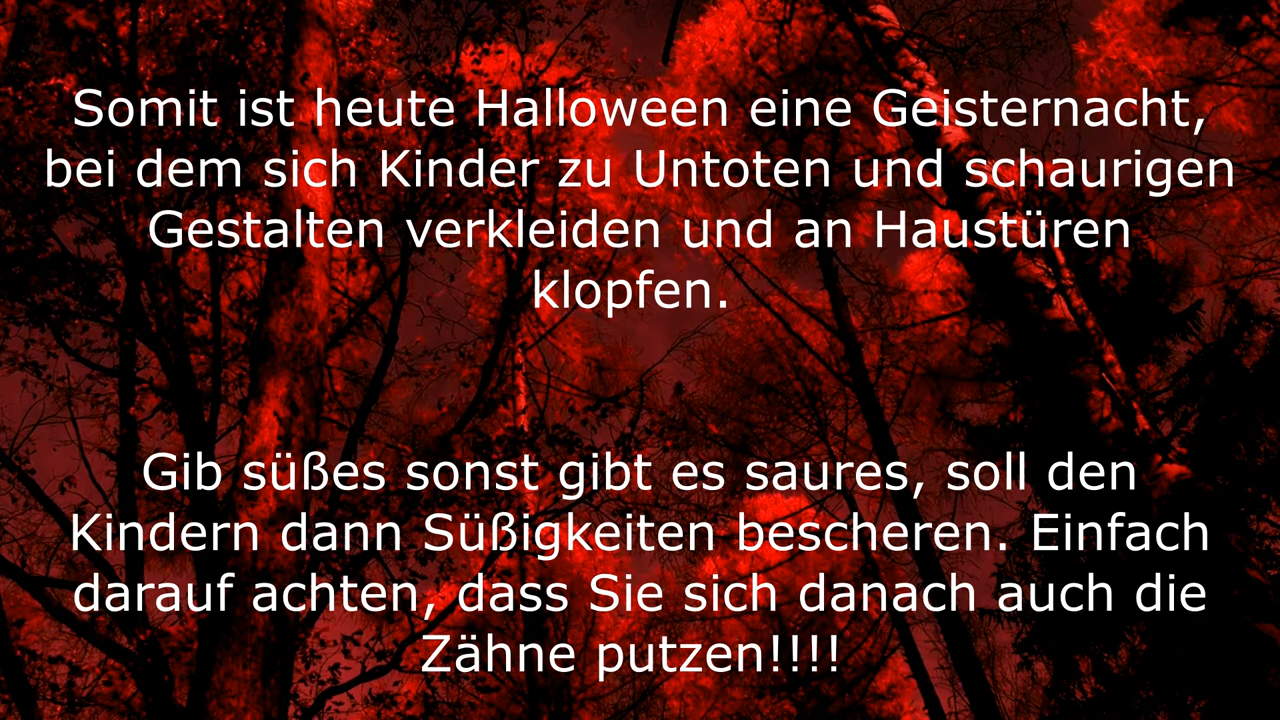 Somit ist heute Halloween eine Geisternacht,
bei dem sich Kinder zu Untoten und schaurigen
Gestalten verkleiden und an Haustüren
klopfen.
Gib süßes sonst gibt es saures, soll den
Kindern dann Süßigkeiten bescheren. Einfach
darauf achten, dass Sie sich danach auch die
Zähne putzen!!!!